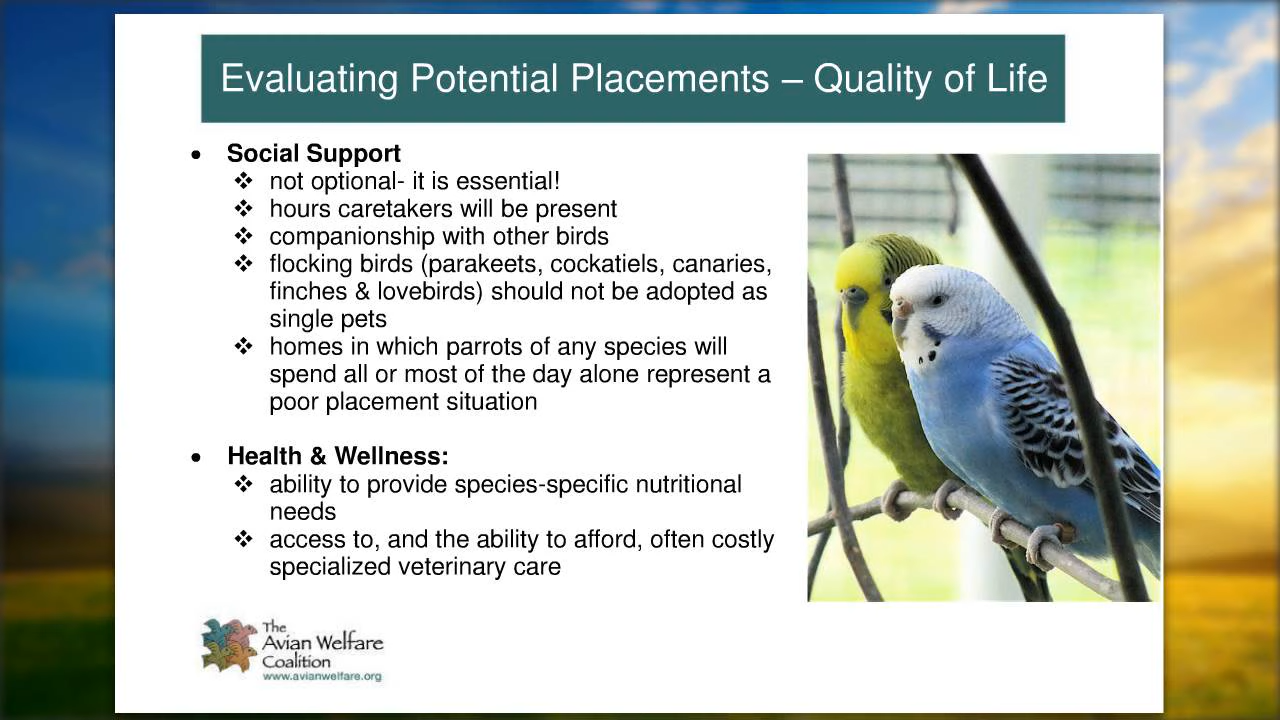 Evaluating Potential Placements – Quality of Life
• Social Support
❖ not optional- it is essential!
❖ hours caretakers will be present
❖ companionship with other birds
❖ flocking birds (parakeets, cockatiels, canaries,
finches & lovebirds) should not be adopted as
single pets
❖ homes in which parrots of any species will
spend all or most of the day alone represent a
poor placement situation
• Health & Wellness:
❖ ability to provide species-specific nutritional
needs
❖ access to, and the ability to afford, often costly
specialized veterinary care
The
Avian Welfare
Coalition
www.avianwelfare.org